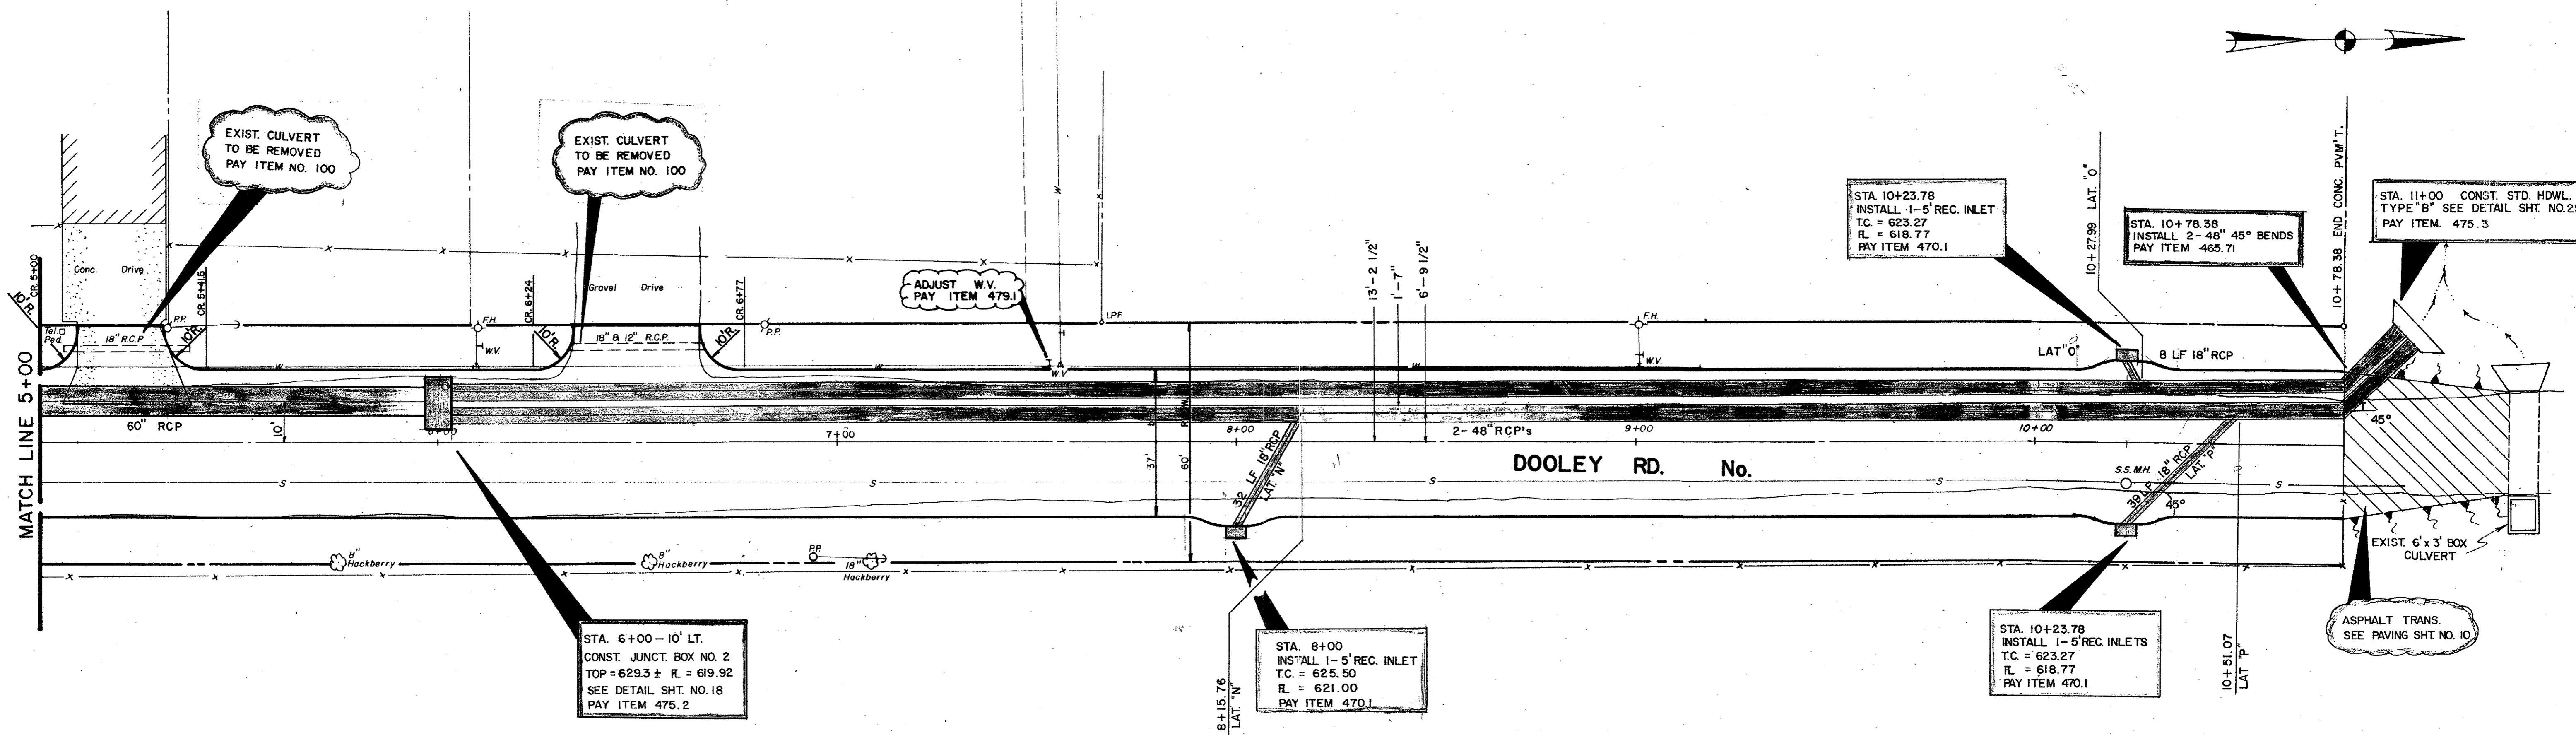 EXIST. CULVERT
TO BE REMOVED
PAY ITEM NO. 100
EXIST. CULVERT
TO BE REMOVED
PAY ITEM NO. 100
ADJUST W.V.
PAY ITEM 479.1
STA. 10+23.78
INSTALL 1-5' REC. INLET
T.C. = 623.27
FL = 618.77
PAY ITEM 470.1
10+27.99 LAT. "O"
STA. 10+78.38
INSTALL 2-48" 45° BENDS
PAY ITEM 465.71
10+78.38 END CONC. PVM'T.
STA. 11+00 CONST. STD. HDWL.
TYPE "B" SEE DETAIL SHT. NO.
PAY ITEM. 475.3
MATCH LINE 5+00
CR. 5+00
10'R.
Tel.
Ped.
Conc. Drive
18" R.C.P.
P.P.
10'R.
CR. 5+41.5
F.H.
W.V.
CR. 6+24
10'R.
Gravel Drive
18" & 12" R.C.P.
10'R.
CR. 6+77
P.P.
W
W
W
W
W.V.
I.P.F.
13'-2 1/2"
1'-7"
6'-9 1/2"
F.H.
W.V.
LAT "O"
8 LF 18" RCP
60" RCP
10'
6+00
7+00
8+00
2-48" RCP's
9+00
10+00
45°
37'
60'
32 LF 18" RCP
LAT. "N"
DOOLEY RD. No.
S.S.M.H.
39 LF-18" RCP
LAT. "P"
45°
S
S
S
S
S
8"
Hackberry
8"
Hackberry
P.P.
18"
Hackberry
EXIST. 6' x 3' BOX
CULVERT
STA. 6+00-10' LT.
CONST. JUNCT. BOX NO. 2
TOP = 629.3 ± FL = 619.92
SEE DETAIL SHT. NO. 18
PAY ITEM 475.2
8+15.76
LAT. "N"
STA. 8+00
INSTALL 1-5' REC. INLET
T.C. = 625.50
FL = 621.00
PAY ITEM 470.1
STA. 10+23.78
INSTALL 1-5' REC. INLETS
T.C. = 623.27
FL = 618.77
PAY ITEM 470.1
10+51.07
LAT "P"
ASPHALT TRANS.
SEE PAVING SHT. NO. 10